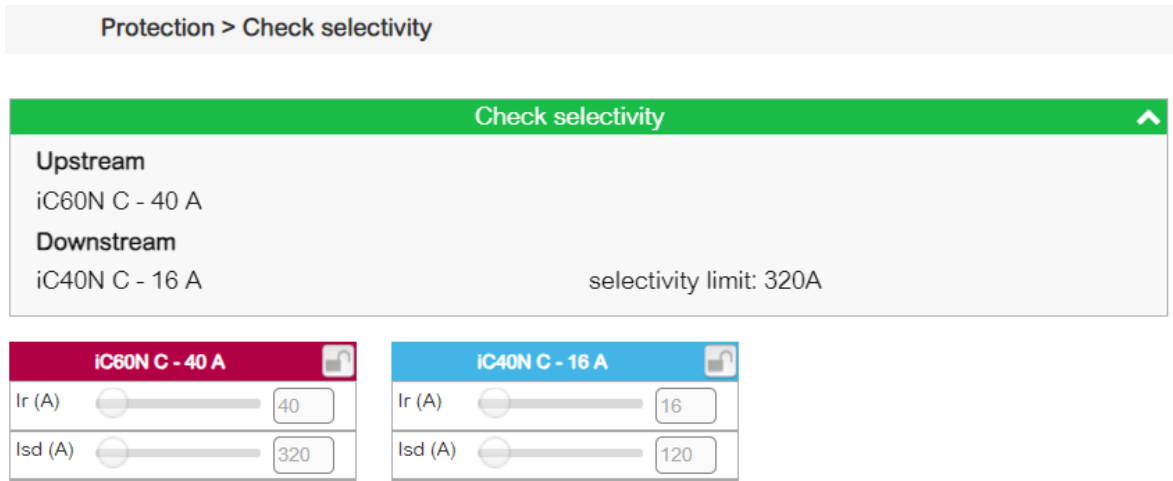 Protection > Check selectivity
Check selectivity
Upstream
iC60N C - 40 A
Downstream
iC40N C - 16 A selectivity limit: 320A
iC60N C - 40 A iC40N C - 16 A
Ir (A) 40 Ir (A) 16
Isd (A) 320 Isd (A) 120